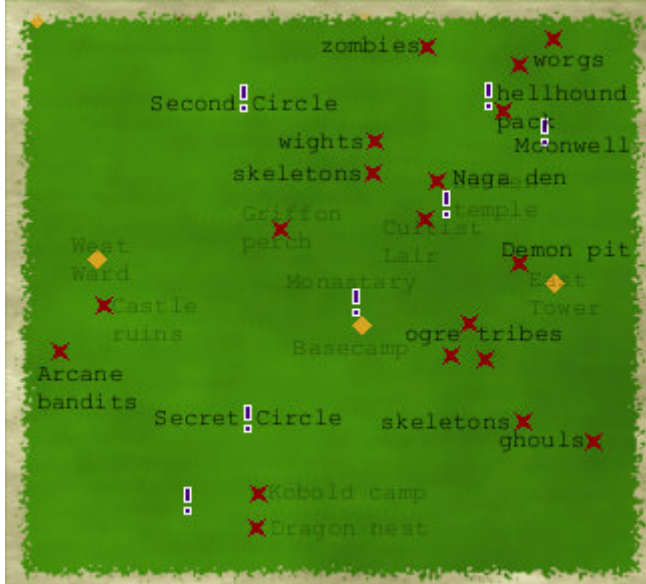 zombies
worgs
hellhound
pack
Second Circle
Moonwell
wights
skeletons
Naga den
temple
Griffon
perch
Cultist
Lair
West
Ward
Demon pit
East
Tower
Monastary
Castle
ruins
ogre tribes
Basecamp
Arcane
bandits
Secret Circle
skeletons
ghouls
Kobold camp
Dragon nest